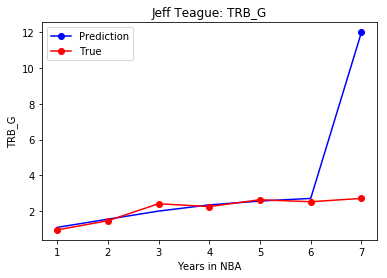 Jeff Teague: TRB_G
Prediction
True
TRB_G
12
10
8
6
4
2
1 2 3 4 5 6 7
Years in NBA